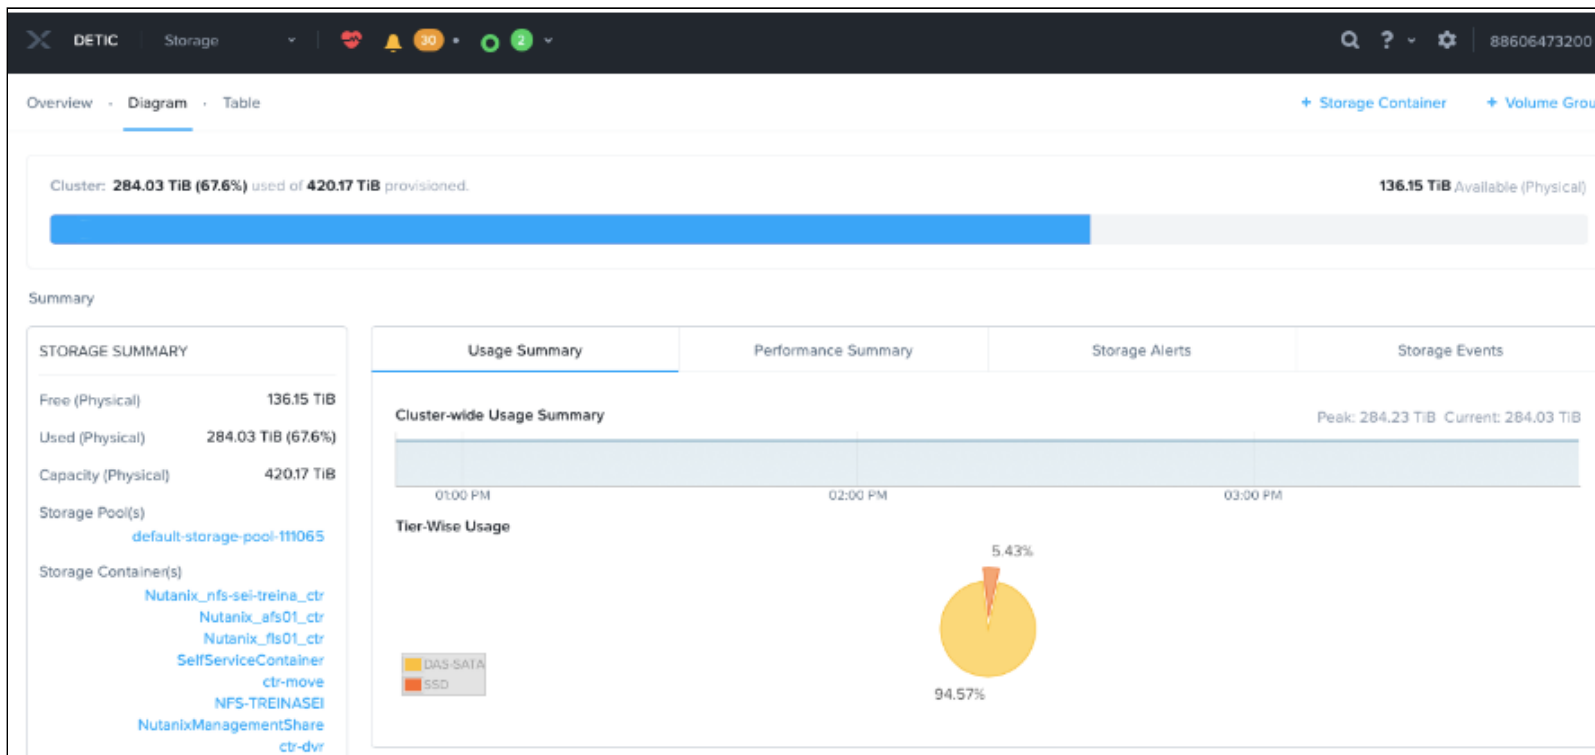 DETIC Storage 30 2 ? 88606473200
Overview · Diagram · Table + Storage Container + Volume Grou
Cluster: 284.03 TiB (67.6%) used of 420.17 TiB provisioned. 136.15 TiB Available (Physical)
Summary
STORAGE SUMMARY
Free (Physical) 136.15 TiB
Used (Physical) 284.03 TiB (67.6%)
Capacity (Physical) 420.17 TiB
Storage Pool(s)
default-storage-pool-111065
Storage Container(s)
Nutanix_nfs-sei-treina_ctr
Nutanix_afs01_ctr
Nutanix_fls01_ctr
SelfServiceContainer
ctr-move
NFS-TREINASEI
NutanixManagementShare
ctr-dvr
Usage Summary Performance Summary Storage Alerts Storage Events
Cluster-wide Usage Summary Peak: 284.23 TiB Current: 284.03 TiB
01:00 PM 02:00 PM 03:00 PM
Tier-Wise Usage
5.43%
DAS-SATA
SSD
94.57%